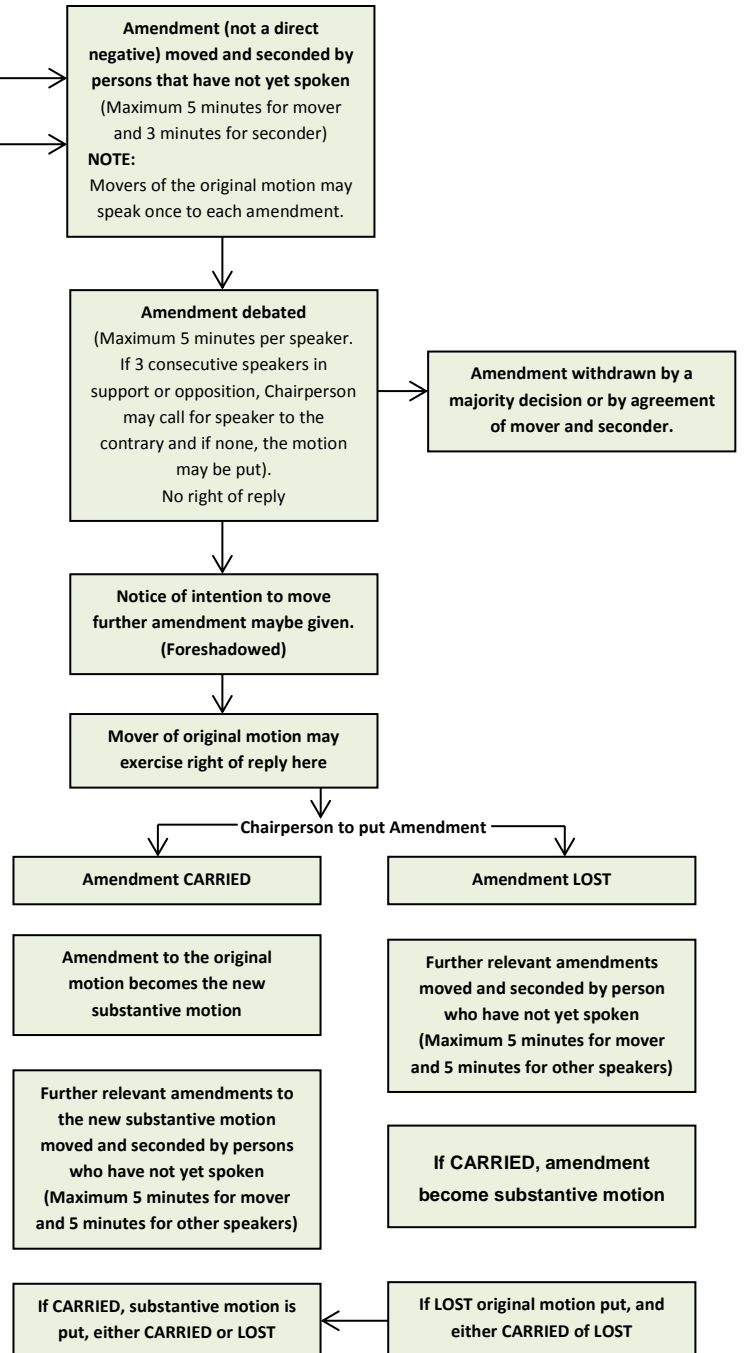 Amendment (not a direct
negative) moved and seconded by
persons that have not yet spoken
(Maximum 5 minutes for mover
and 3 minutes for seconder)
NOTE:
Movers of the original motion may
speak once to each amendment.
Amendment debated
(Maximum 5 minutes per speaker.
If 3 consecutive speakers in
support or opposition, Chairperson
may call for speaker to the
contrary and if none, the motion
may be put).
No right of reply
Amendment withdrawn by a
majority decision or by agreement
of mover and seconder.
Notice of intention to move
further amendment maybe given.
(Foreshadowed)
Mover of original motion may
exercise right of reply here
Chairperson to put Amendment
Amendment CARRIED
Amendment LOST
Amendment to the original
motion becomes the new
substantive motion
Further relevant amendments
moved and seconded by person
who have not yet spoken
(Maximum 5 minutes for mover
and 5 minutes for other speakers)
Further relevant amendments to
the new substantive motion
moved and seconded by persons
who have not yet spoken
(Maximum 5 minutes for mover
and 5 minutes for other speakers)
If CARRIED, amendment
become substantive motion
If CARRIED, substantive motion is
put, either CARRIED or LOST
If LOST original motion put, and
either CARRIED of LOST